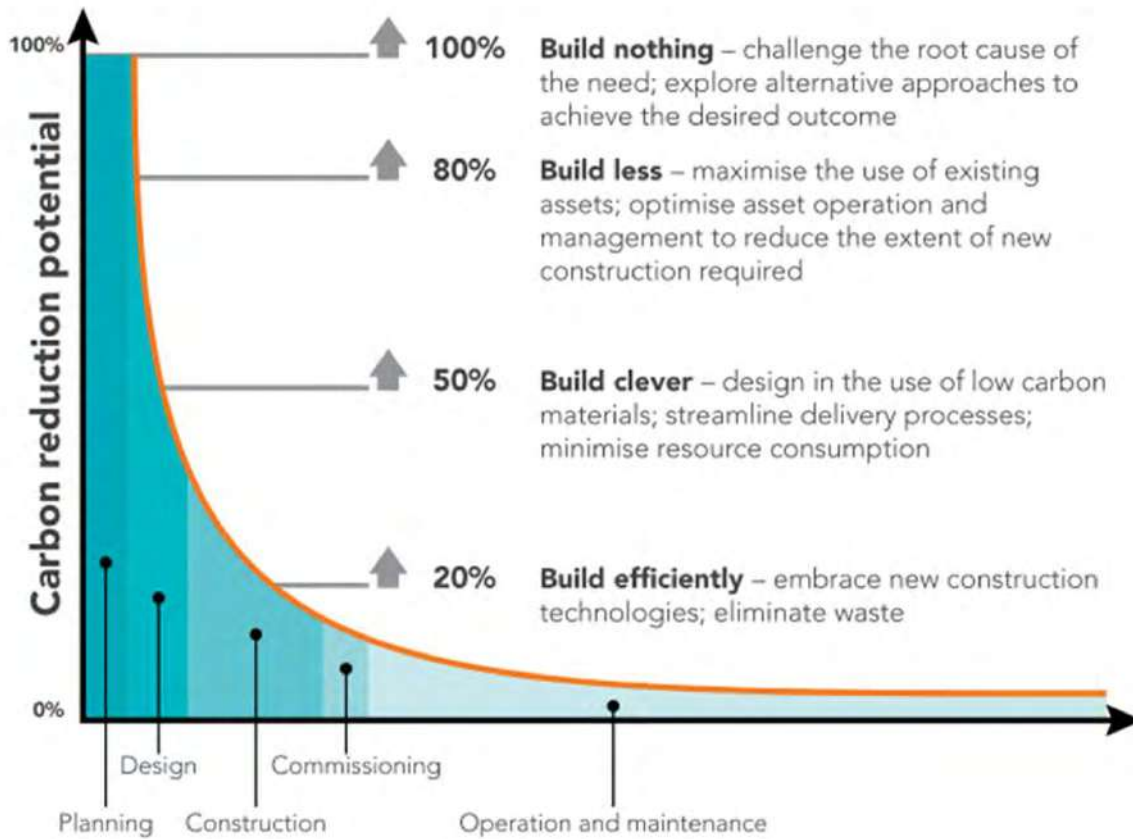 100%
100% Build nothing – challenge the root cause of
the need; explore alternative approaches to
achieve the desired outcome
80% Build less – maximise the use of existing
assets; optimise asset operation and
management to reduce the extent of new
construction required
Carbon reduction potential
50% Build clever – design in the use of low carbon
materials; streamline delivery processes;
minimise resource consumption
20% Build efficiently – embrace new construction
technologies; eliminate waste
0%
Design Commissioning
Planning Construction Operation and maintenance